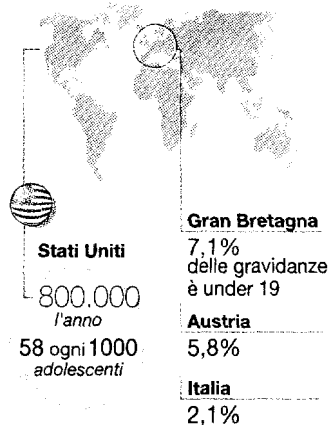 Stati Uniti
800.000
l'anno
58 ogni 1000
adolescenti
Gran Bretagna
7,1%
delle gravidanze
è under 19
Austria
5,8%
Italia
2,1%